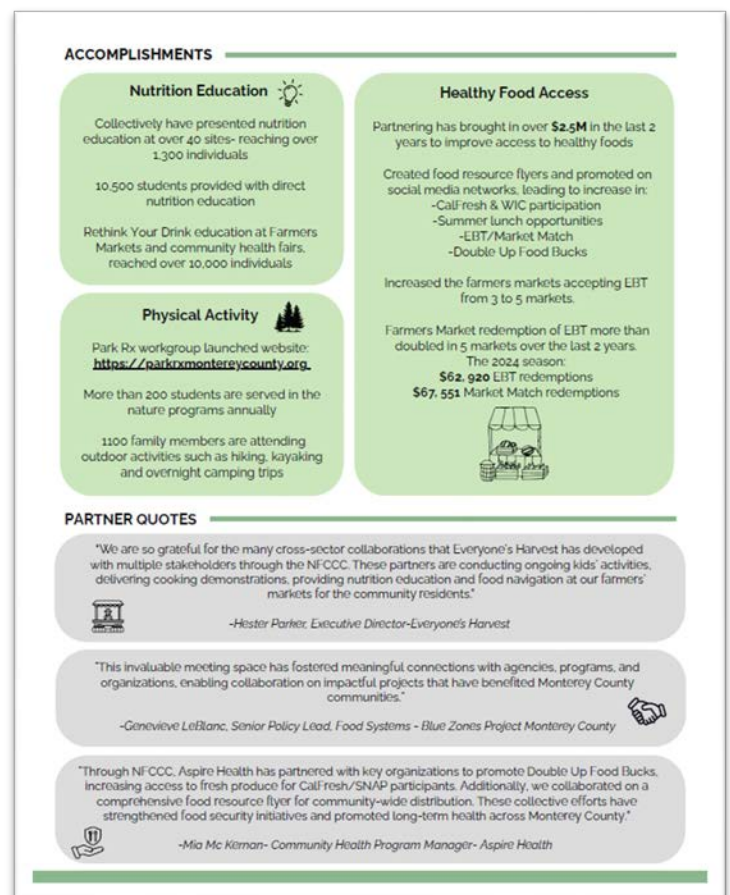 ACCOMPLISHMENTS
Nutrition Education
Collectively have presented nutrition
education at over 40 sites- reaching over
1,300 individuals
10,500 students provided with direct
nutrition education
Rethink Your Drink education at Farmers
Markets and community health fairs,
reached over 10,000 individuals
Physical Activity
Park Rx workgroup launched website:
https://parkrxmontereycounty.org
More than 200 students are served in the
nature programs annually
1100 family members are attending
outdoor activities such as hiking, kayaking
and overnight camping trips
Healthy Food Access
Partnering has brought in over $2.5M in the last 2
years to improve access to healthy foods
Created food resource flyers and promoted on
social media networks, leading to increase in:
-CalFresh & WIC participation
-Summer lunch opportunities
-EBT/Market Match
-Double Up Food Bucks
Increased the farmers markets accepting EBT
from 3 to 5 markets.
Farmers Market redemption of EBT more than
doubled in 5 markets over the last 2 years.
The 2024 season:
$62, 920 EBT redemptions
$67, 551 Market Match redemptions
PARTNER QUOTES
"We are so grateful for the many cross-sector collaborations that Everyone's Harvest has developed
with multiple stakeholders through the NFCCC. These partners are conducting ongoing kids' activities,
delivering cooking demonstrations, providing nutrition education and food navigation at our farmers'
markets for the community residents."
-Hester Parker, Executive Director-Everyone's Harvest
"This invaluable meeting space has fostered meaningful connections with agencies, programs, and
organizations, enabling collaboration on impactful projects that have benefited Monterey County
communities."
-Genevieve LeBlanc, Senior Policy Lead, Food Systems - Blue Zones Project Monterey County
"Through NFCCC, Aspire Health has partnered with key organizations to promote Double Up Food Bucks,
increasing access to fresh produce for CalFresh/SNAP participants. Additionally, we collaborated on a
comprehensive food resource flyer for community-wide distribution. These collective efforts have
strengthened food security initiatives and promoted long-term health across Monterey County."
-Mia Mc Kernan- Community Health Program Manager- Aspire Health